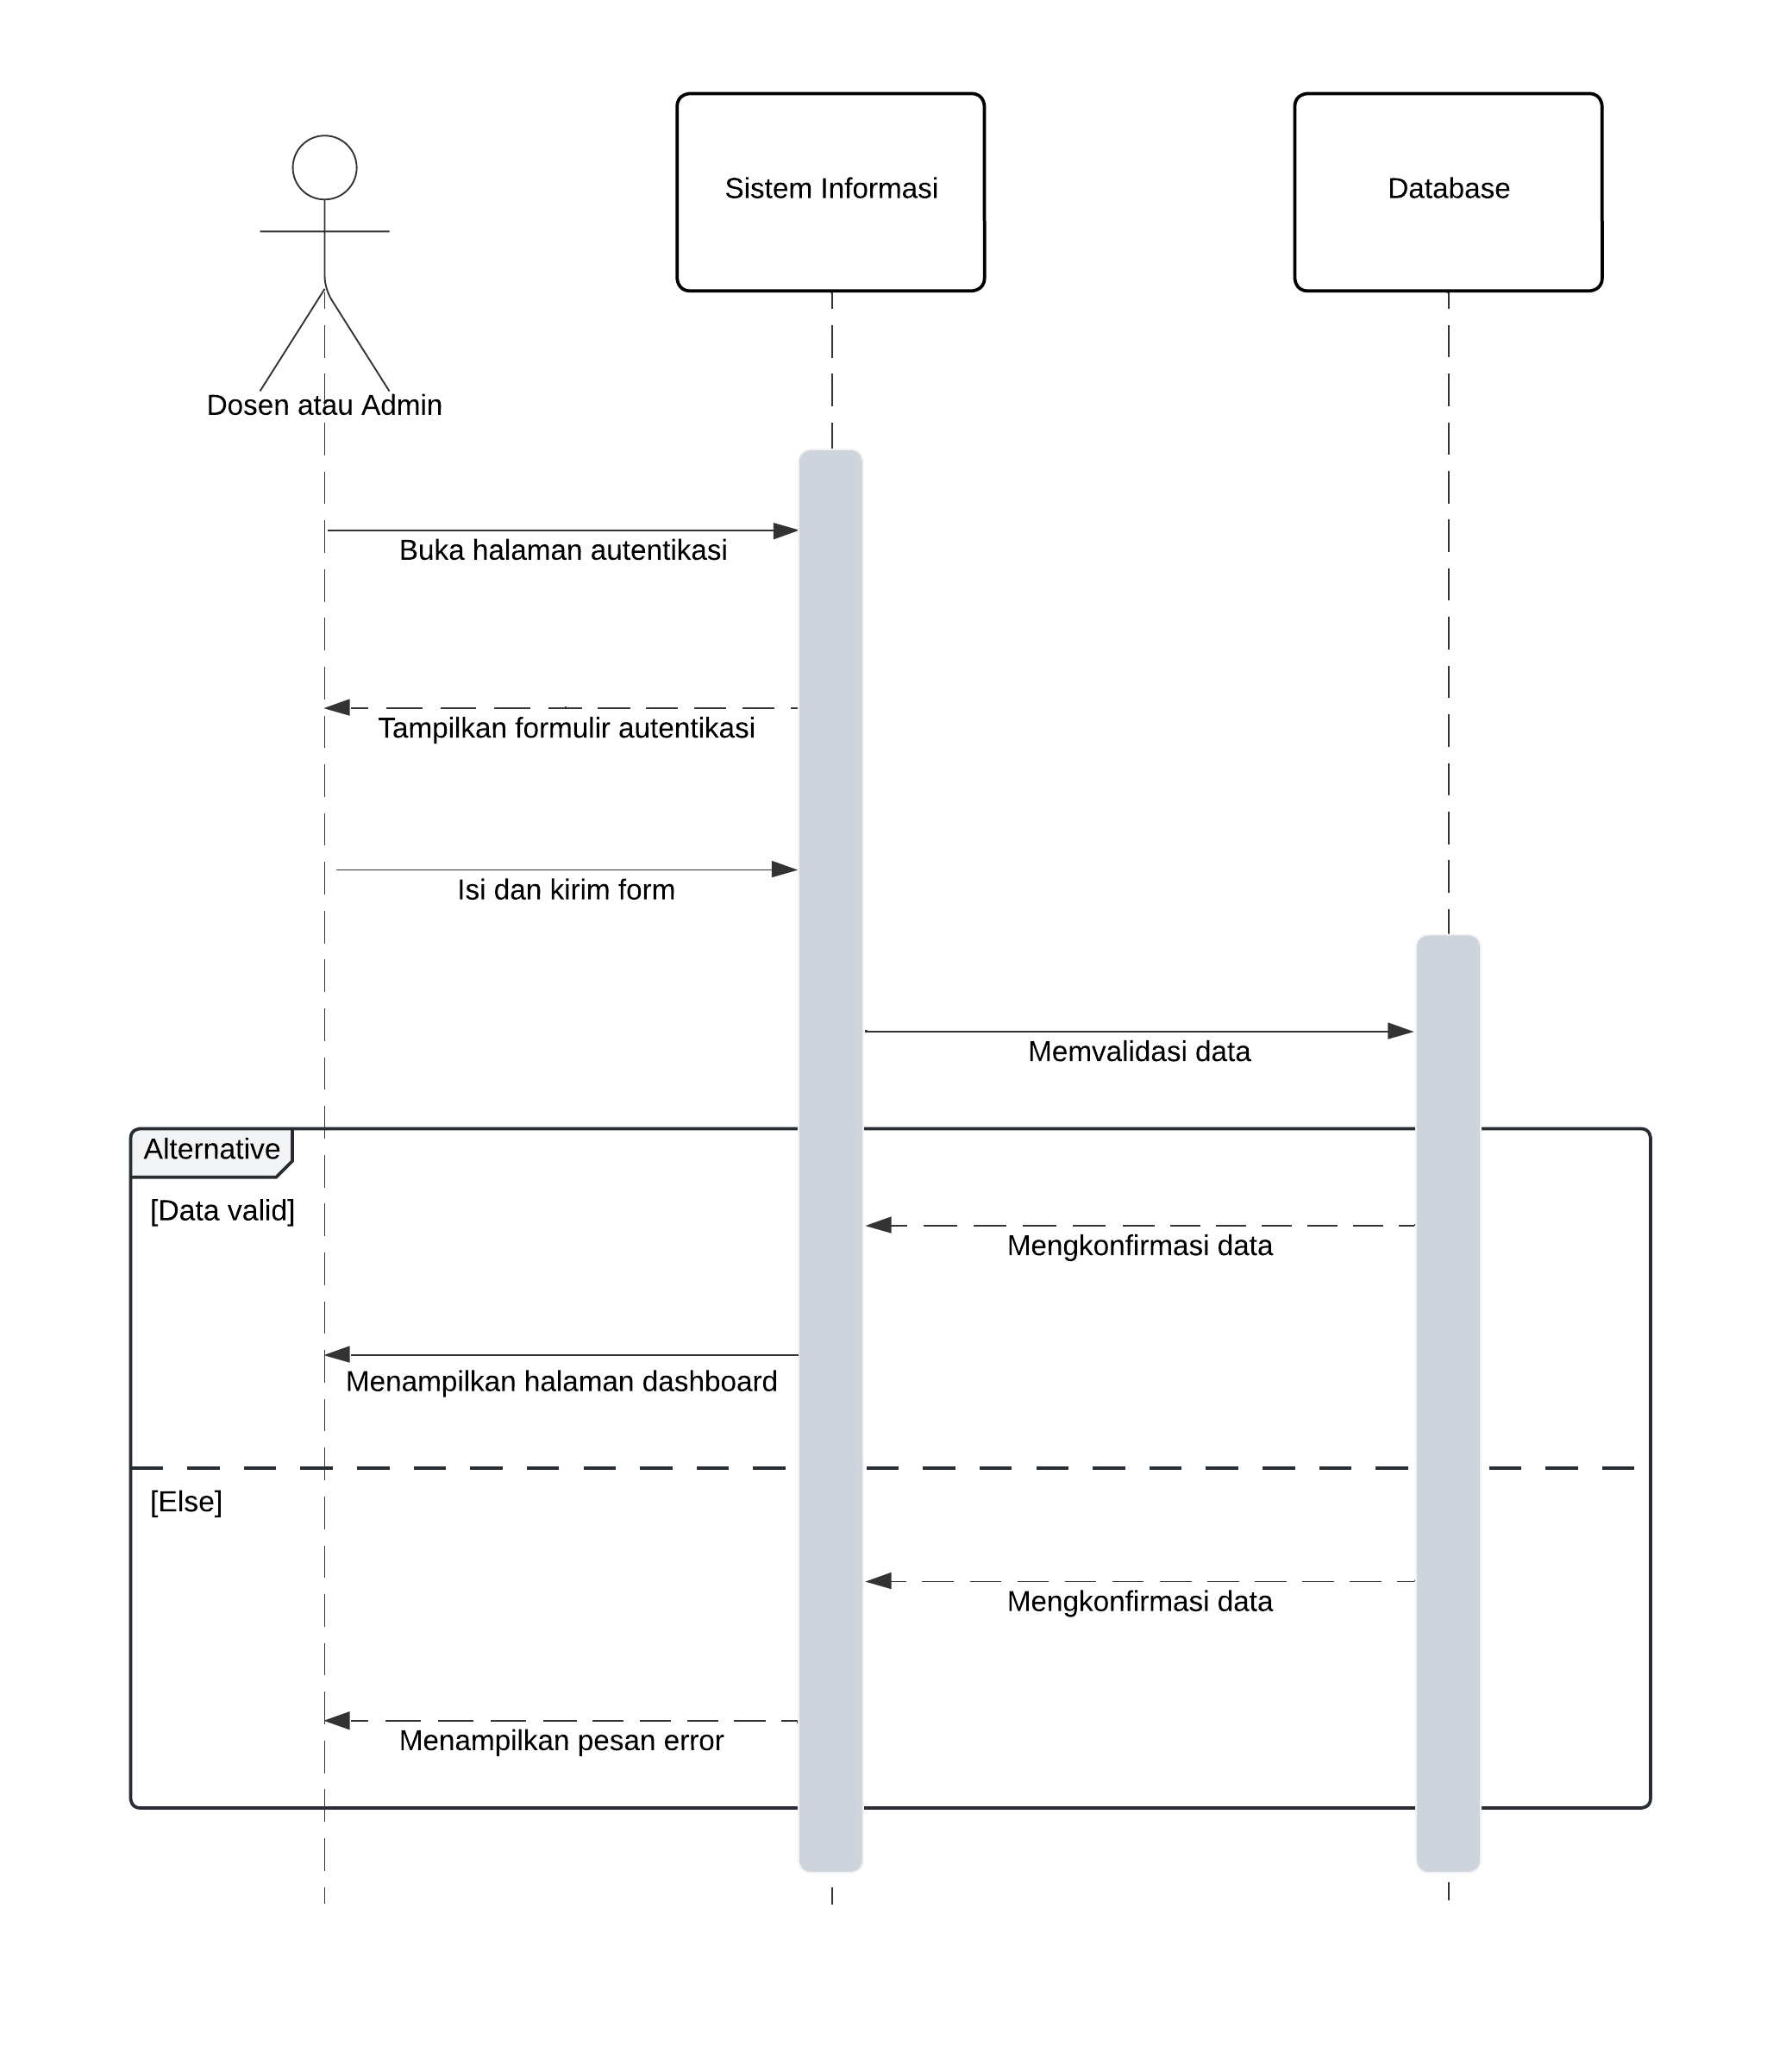 Sistem Informasi
Database
Dosen atau Admin
Buka halaman autentikasi
Tampilkan formulir autentikasi
Isi dan kirim form
Memvalidasi data
Alternative
[Data valid]
Mengkonfirmasi data
Menampilkan halaman dashboard
[Else]
Mengkonfirmasi data
Menampilkan pesan error